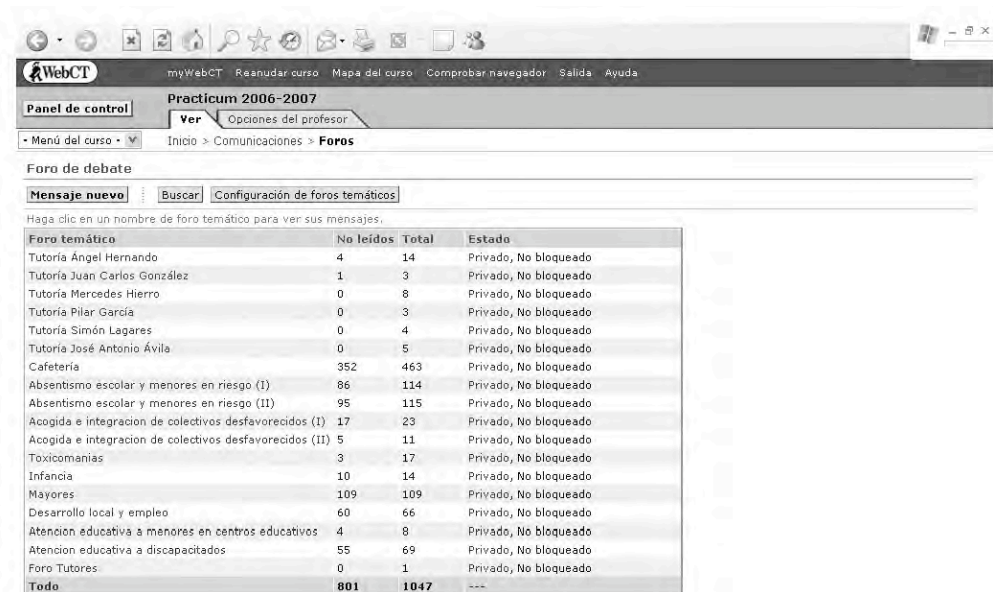 WebCT
myWebCT Reanudar curso Mapa del curso Comprobar navegador Salida Ayuda
Panel de control
Practicum 2006-2007
Ver Opciones del profesor
- Menú del curso -
Inicio > Comunicaciones > Foros
Foro de debate
Mensaje nuevo Buscar Configuración de foros temáticos
Haga clic en un nombre de foro temático para ver sus mensajes.
Foro temático No leídos Total Estado
Tutoría Ángel Hernando 4 14 Privado, No bloqueado
Tutoría Juan Carlos González 1 3 Privado, No bloqueado
Tutoría Mercedes Hierro 0 8 Privado, No bloqueado
Tutoría Pilar García 0 3 Privado, No bloqueado
Tutoría Simón Lagares 0 4 Privado, No bloqueado
Tutoría José Antonio Ávila 0 5 Privado, No bloqueado
Cafetería 352 463 Privado, No bloqueado
Absentismo escolar y menores en riesgo (I) 86 114 Privado, No bloqueado
Absentismo escolar y menores en riesgo (II) 95 115 Privado, No bloqueado
Acogida e integracion de colectivos desfavorecidos (I) 17 23 Privado, No bloqueado
Acogida e integracion de colectivos desfavorecidos (II) 5 11 Privado, No bloqueado
Toxicomanias 3 17 Privado, No bloqueado
Infancia 10 14 Privado, No bloqueado
Mayores 109 109 Privado, No bloqueado
Desarrollo local y empleo 60 66 Privado, No bloqueado
Atencion educativa a menores en centros educativos 4 8 Privado, No bloqueado
Atencion educativa a discapacitados 55 69 Privado, No bloqueado
Foro Tutores 0 1 Privado, No bloqueado
Todo 801 1047 ---